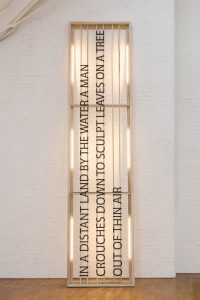 IN A DISTANT LAND BY THE WATER A MAN
CROUCHES DOWN TO SCULPT LEAVES ON A TREE
OUT OF THIN AIR